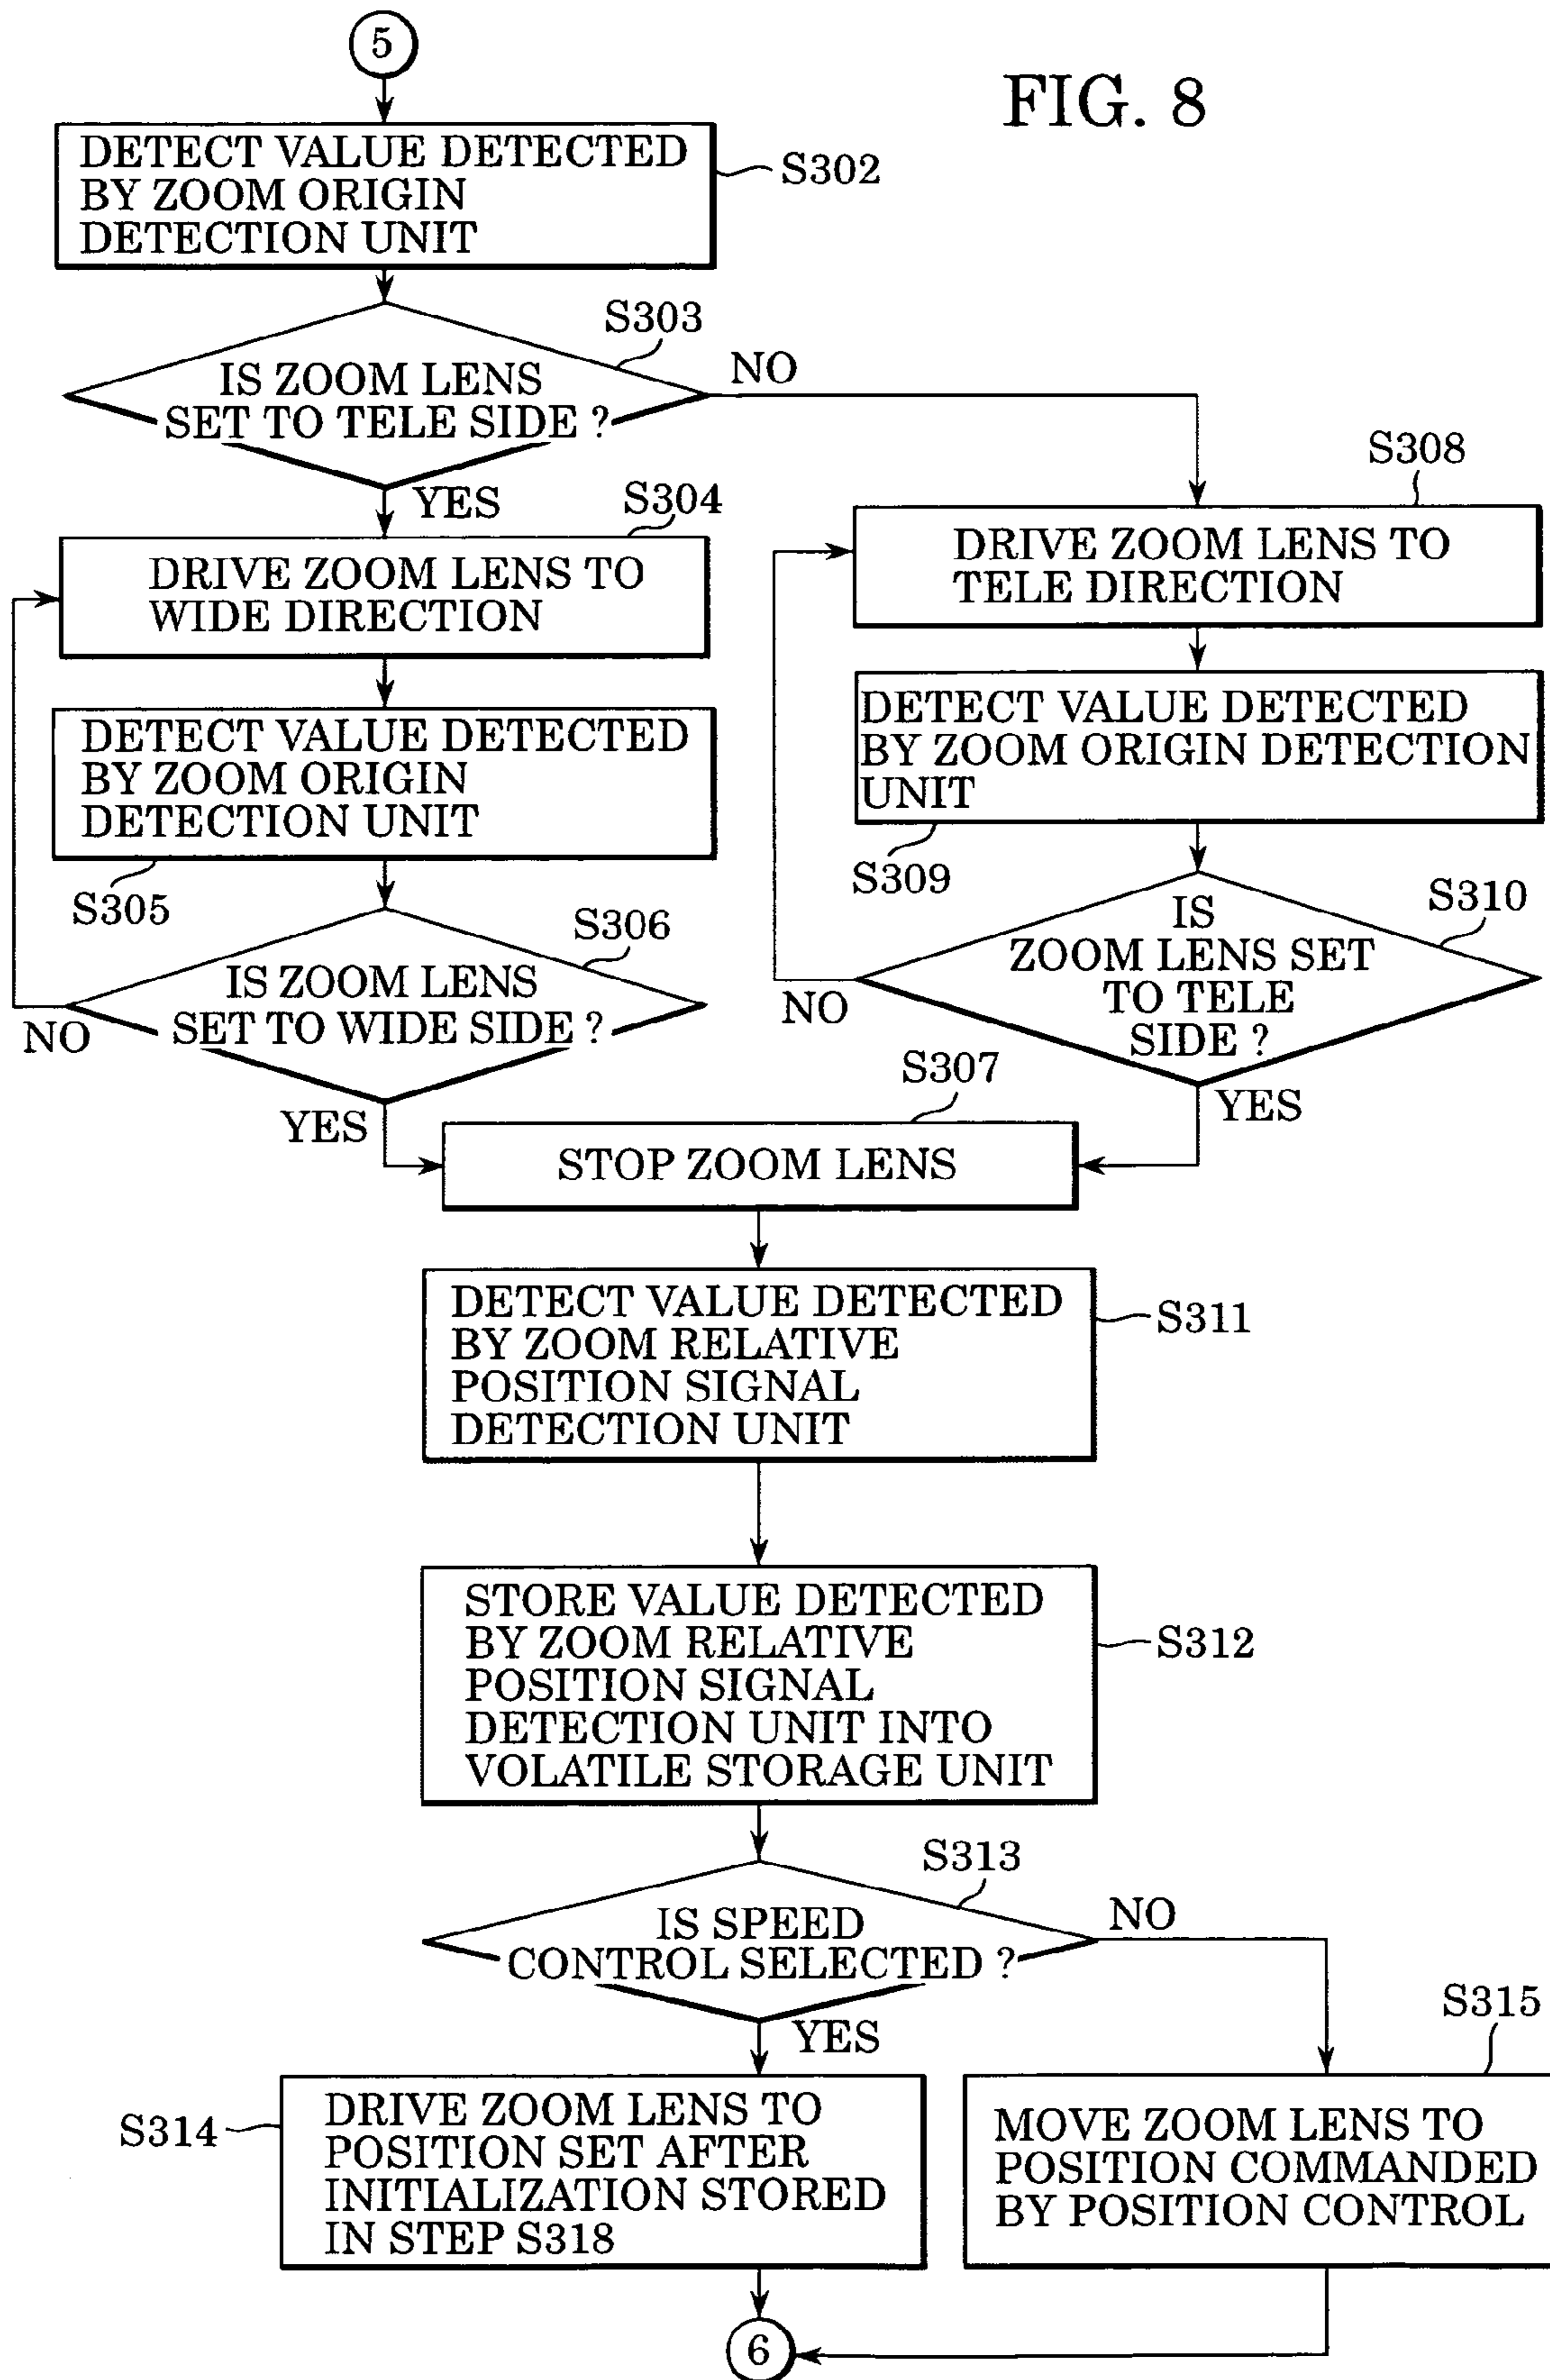 5
FIG. 8
DETECT VALUE DETECTED
BY ZOOM ORIGIN
DETECTION UNIT
S302
S303
IS ZOOM LENS
SET TO TELE SIDE ?
NO
YES
S304
DRIVE ZOOM LENS TO
WIDE DIRECTION
DETECT VALUE DETECTED
BY ZOOM ORIGIN
DETECTION UNIT
S305
S306
IS ZOOM LENS
SET TO WIDE SIDE ?
NO
YES
S308
DRIVE ZOOM LENS TO
TELE DIRECTION
DETECT VALUE DETECTED
BY ZOOM ORIGIN DETECTION
UNIT
S309
S310
IS
ZOOM LENS SET
TO TELE
SIDE ?
NO
YES
S307
STOP ZOOM LENS
DETECT VALUE DETECTED
BY ZOOM RELATIVE
POSITION SIGNAL
DETECTION UNIT
S311
STORE VALUE DETECTED
BY ZOOM RELATIVE
POSITION SIGNAL
DETECTION UNIT INTO
VOLATILE STORAGE UNIT
S312
S313
IS SPEED
CONTROL SELECTED ?
NO
YES
S314
DRIVE ZOOM LENS TO
POSITION SET AFTER
INITIALIZATION STORED
IN STEP S318
S315
MOVE ZOOM LENS TO
POSITION COMMANDED
BY POSITION CONTROL
6